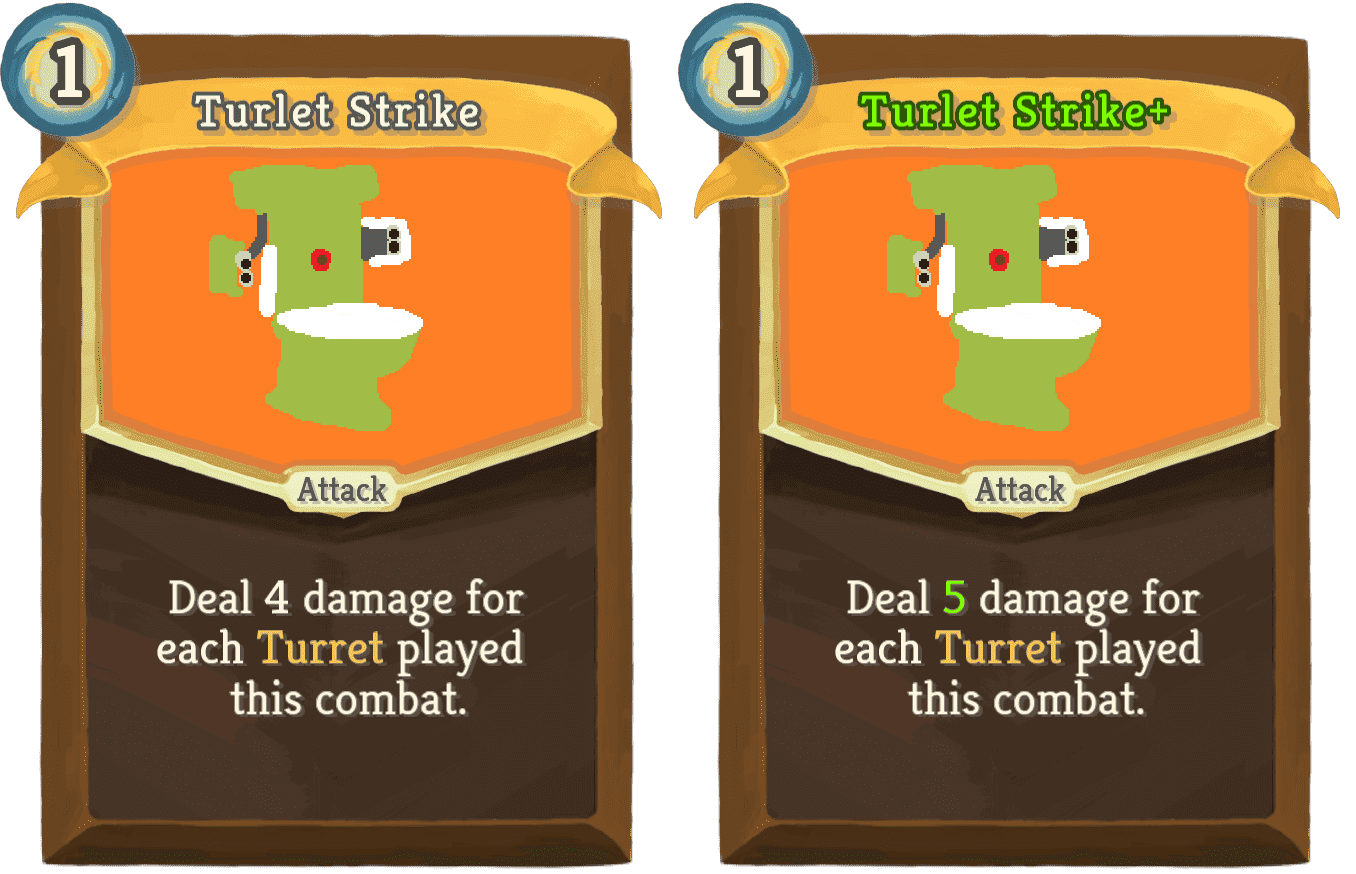 1
Turlet Strike
Attack
Deal 4 damage for
each Turret played
this combat.
1
Turlet Strike+
Attack
Deal 5 damage for
each Turret played
this combat.